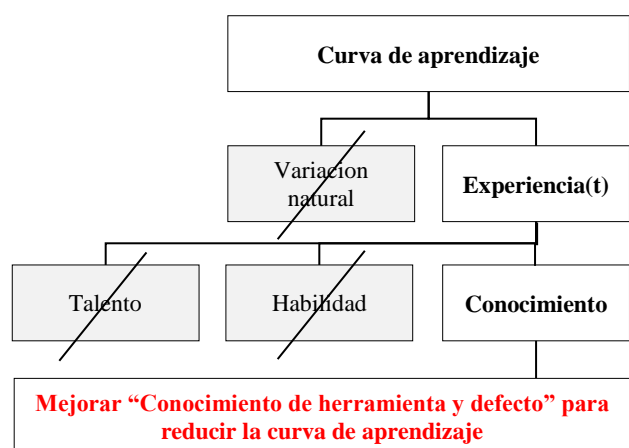 Curva de aprendizaje
Variacion
natural
Experiencia(t)
Talento
Habilidad
Conocimiento
Mejorar “Conocimiento de herramienta y defecto” para
reducir la curva de aprendizaje